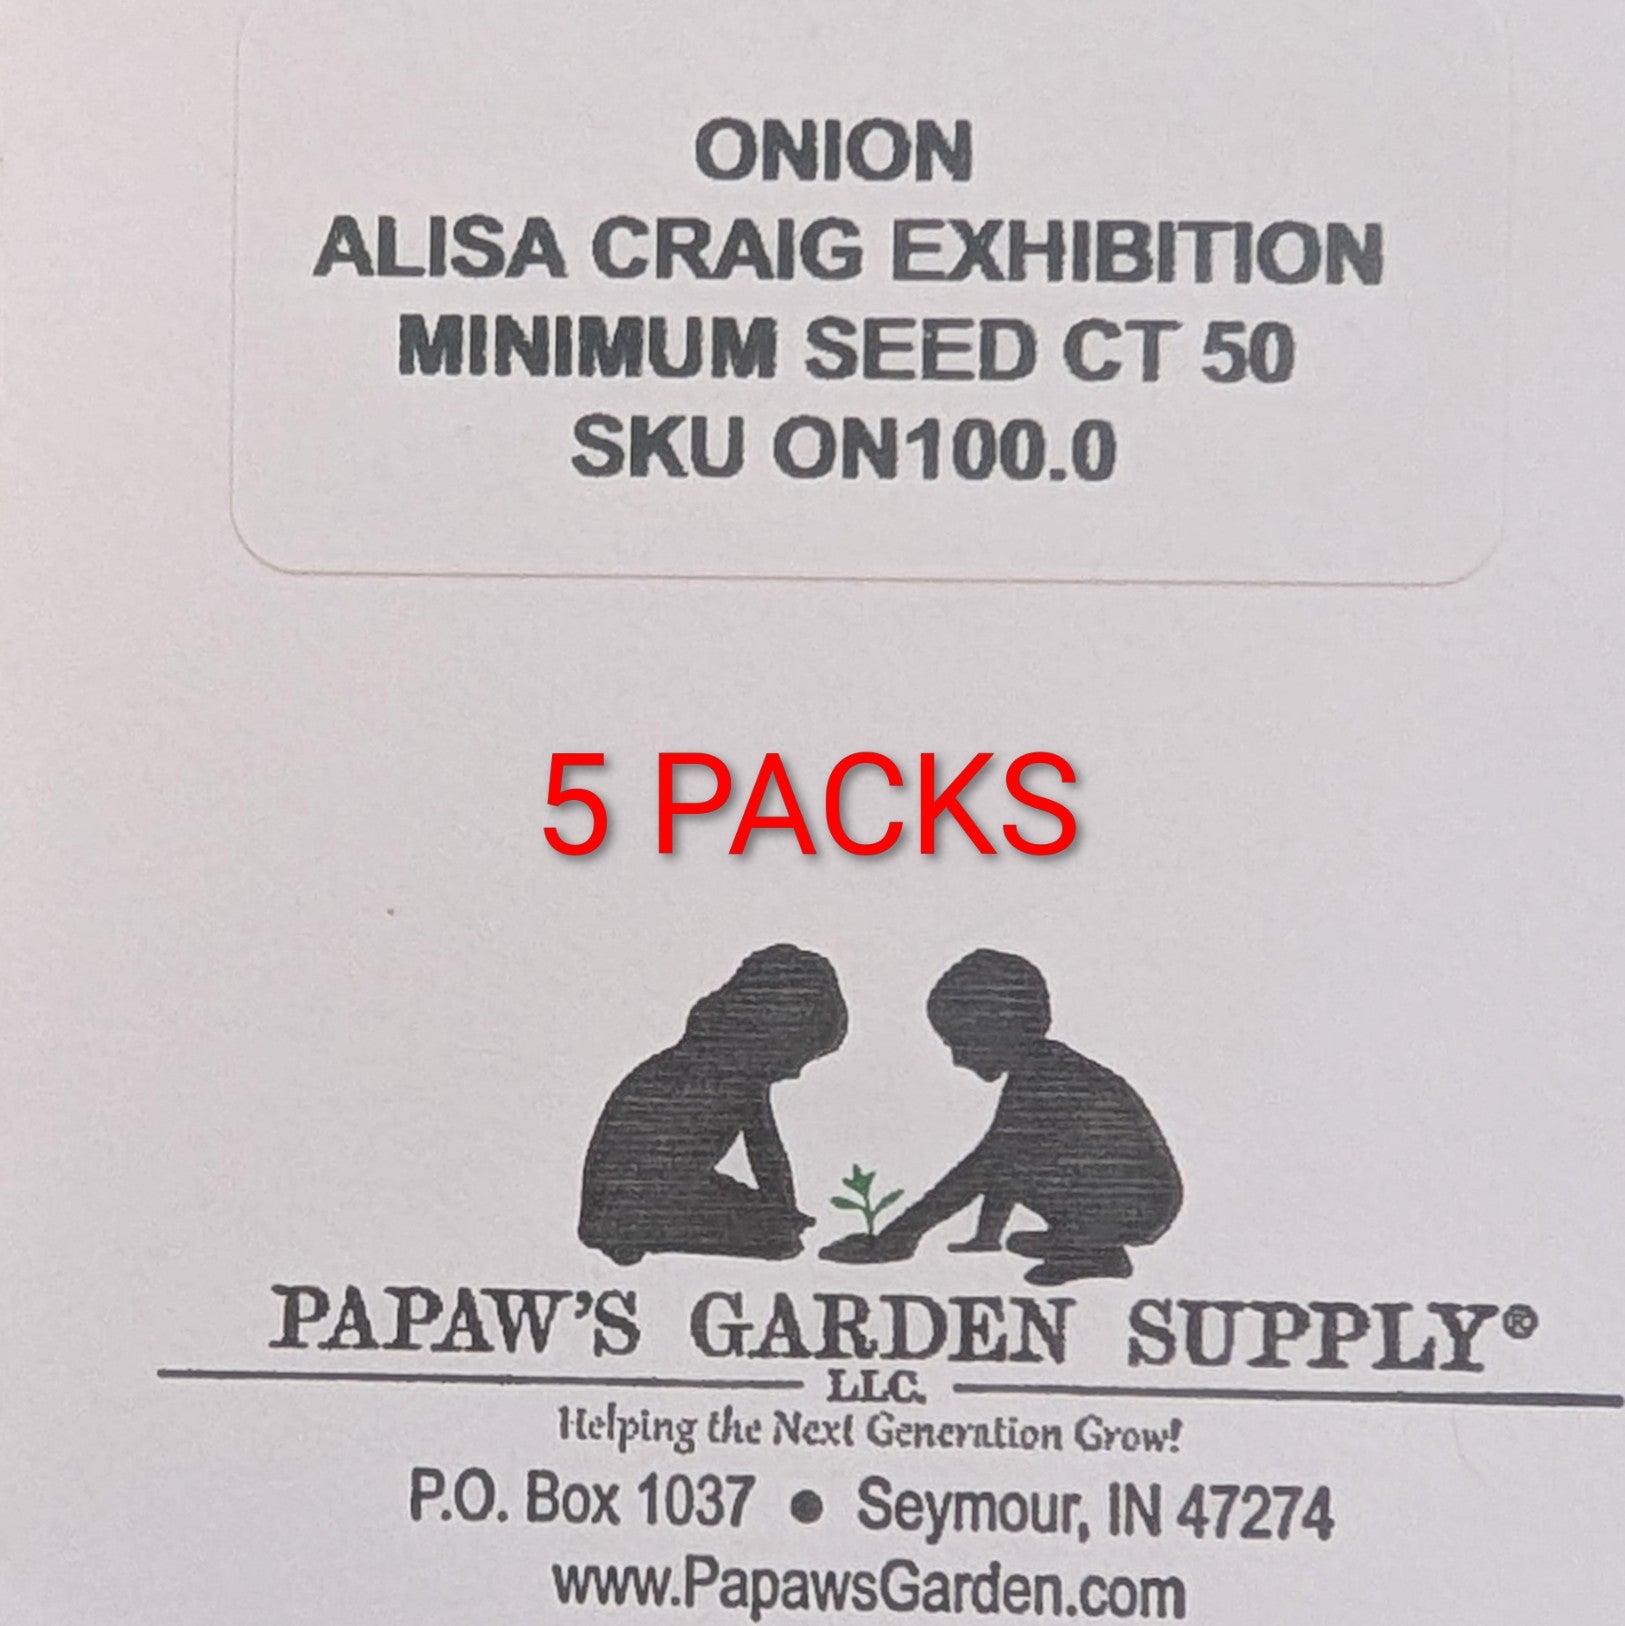 ONION
ALISA CRAIG EXHIBITION
MINIMUM SEED CT 50
SKU ON100.0
5 PACKS
PAPAW'S GARDEN SUPPLY®
LLC.
Helping the Next Generation Grow!
P.O. Box 1037 • Seymour, IN 47274
www.PapawsGarden.com